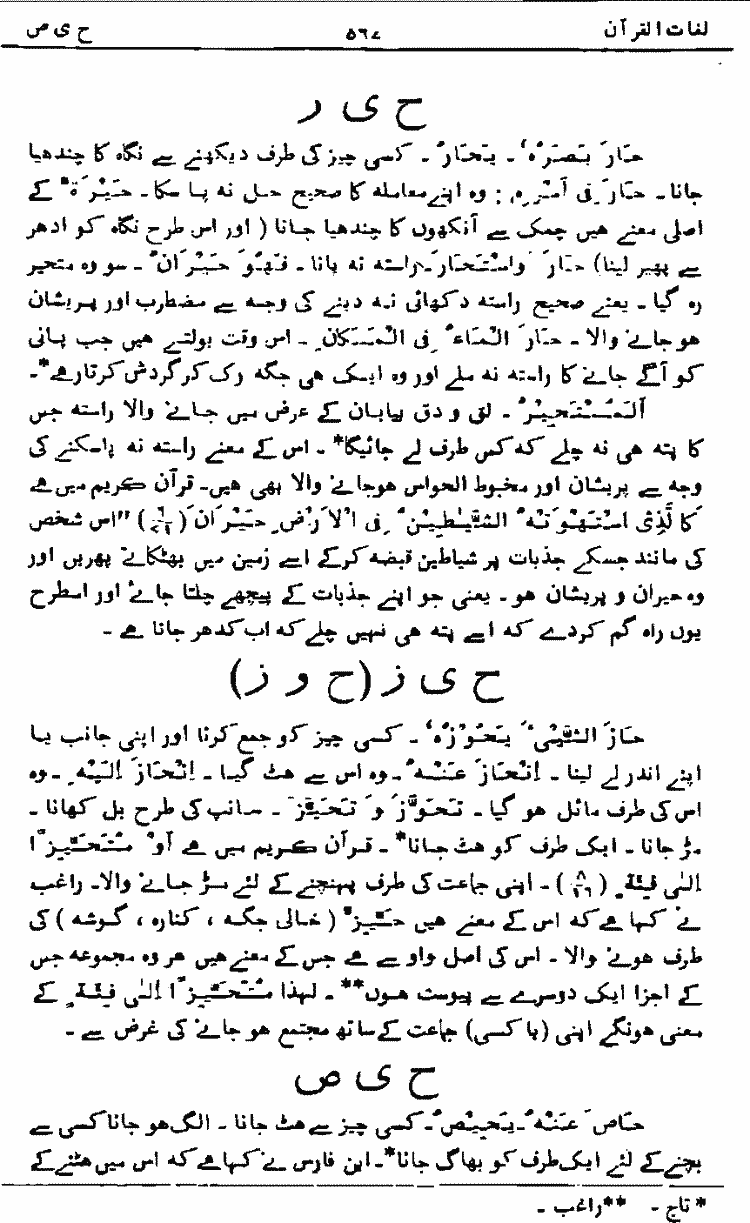 لغات القرآن ۵۶۷ ح ی ص
ح ی ر
حَارَ بَصَرُہٗ ۔ یَحَارُ ۔ کسی چیز کی طرف دیکھنے سے نگاہ کا چندھیا
جانا ۔ حَارَ فِی اَمْرِہٖ : وہ اپنے معاملہ کا صحیح حل نہ پا سکا ۔ حَیْرَۃٌ کے
اصلی معنے ہیں چمک سے آنکھوں کا چندھیا جانا ( اور اس طرح نگاہ کو ادھر
سے پھیر لینا) حَارَ وَاسْتَحَارَ۔راستہ نہ پانا ۔ فَہُوَ حَیْرَانُ ۔ سو وہ متحیر
رہ گیا ۔ یعنے صحیح راستہ دکھائی نہ دینے کی وجہ سے مضطرب اور پریشان
ہو جانے والا ۔ حَارَ الْمَاءُ فِی الْمَکَانِ ۔ اس وقت بولتے ہیں جب پانی
کو آگے جانے کا راستہ نہ ملے اور وہ ایک ہی جگہ رک کر گردش کرتا رہے*۔
اَلْمُسْتَحِیْرُ ۔ لق و دق بیابان کے عرض میں جانے والا راستہ جس
کا پتہ ہی نہ چلے کہ کس طرف لے جائیگا* ۔ اس کے معنے راستہ نہ پا سکنے کی
وجہ سے پریشان اور مخبوط الحواس ہوجانے والا بھی ہیں۔ قرآن کریم میں ہے
کَالَّذِی اسْتَہْوَتْہُ الشَّیٰطِیْنُ فِی الْاَرْضِ حَیْرَانَ (۶/۷۱) ”اس شخص
کی مانند جسکے جذبات پر شیاطین قبضہ کرکے اسے زمین میں بھٹکاتے پھریں اور
وہ حیران و پریشان ہو ۔ یعنی جو اپنے جذبات کے پیچھے چلتا جائے اور اسطرح
یوں راہ گم کردے کہ اسے پتہ ہی نہیں چلے کہ اب کدھر جانا ہے ۔
ح ی ز (ح و ز)
حَازَ الشَّیْئَ یَحُوْزُہٗ ۔ کسی چیز کو جمع کرنا اور اپنی جانب یا
اپنے اندر لے لینا ۔ اِنْحَازَ عَنْہُ ۔ وہ اس سے ھٹ گیا ۔ اِنْحَازَ اِلَیْہِ ۔ وہ
اس کی طرف مائل ہو گیا ۔ تَحَوَّزَ وَ تَحَیَّزَ ۔ سانپ کی طرح بل کھانا ۔
مڑ جانا ۔ ایک طرف کو ھٹ جانا* ۔ قرآن کریم میں ہے اَوْ مُتَحَیِّزًا
اِلٰی فِئَۃٍ (۸/۱۶) ۔ اپنی جماعت کی طرف پہنچنے کے لئے مڑ جانے والا۔ راغب
نے کہا ہے کہ اس کے معنے ہیں حَیِّزٌ ( خالی جگہ ، کنارہ ، گوشہ ) کی
طرف ہونے والا ۔ اس کی اصل واو سے ہے جس کے معنے ہیں ہر وہ مجموعہ جس
کے اجزا ایک دوسرے سے پیوست ہوں** ۔ لہذا مُتَحَیِّزًا اِلٰی فِئَۃٍ کے
معنی ہونگے اپنی (یا کسی) جماعت کے ساتھ مجتمع ہو جانے کی غرض سے ۔
ح ی ص
حَاصَ عَنْہُ ۔یَحِیْصُ ۔ کسی چیز سے ھٹ جانا ۔ الگ ہو جانا کسی سے
بچنے کے لئے ایک طرف کو بھاگ جانا*۔ ابن فارس نے کہا ہے کہ اس میں ھٹنے کے
* تاج ۔ **راغب ۔